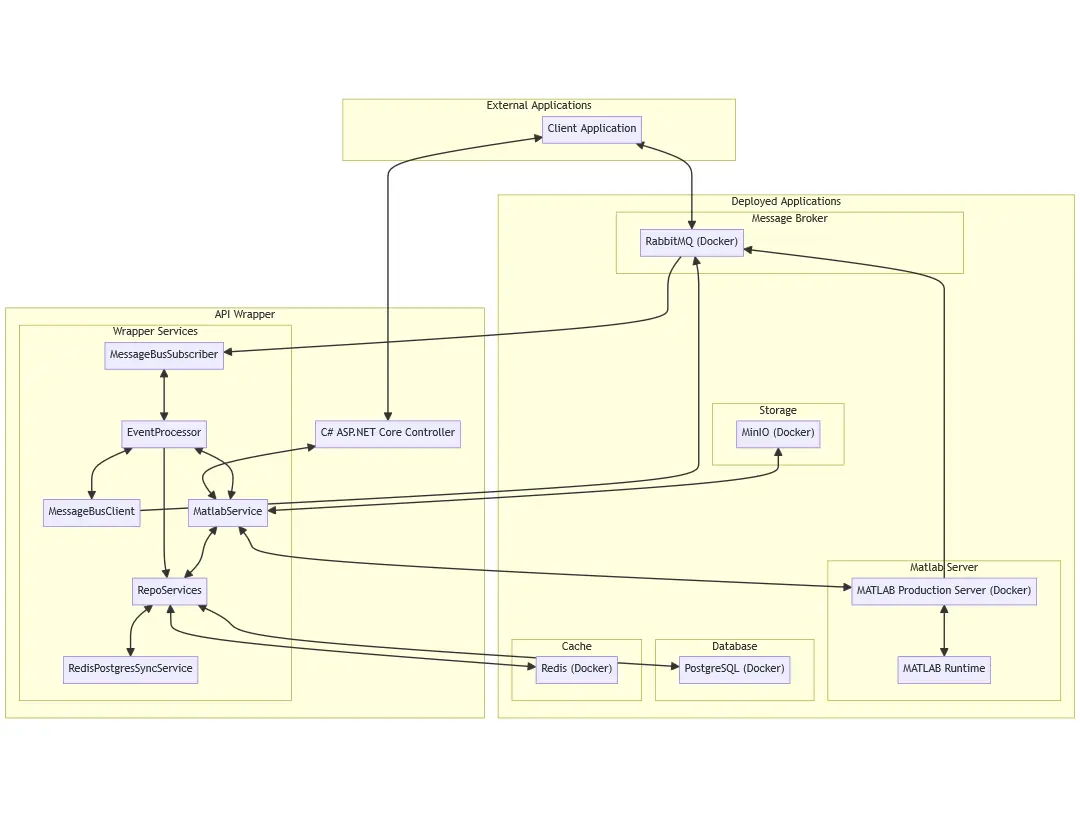 External Applications
Client Application
Deployed Applications
Message Broker
RabbitMQ (Docker)
API Wrapper
Wrapper Services
MessageBusSubscriber
EventProcessor
C# ASP.NET Core Controller
Storage
MinIO (Docker)
MessageBusClient
MatlabService
Matlab Server
RepoServices
MATLAB Production Server (Docker)
Cache
Database
RedisPostgresSyncService
Redis (Docker)
PostgreSQL (Docker)
MATLAB Runtime